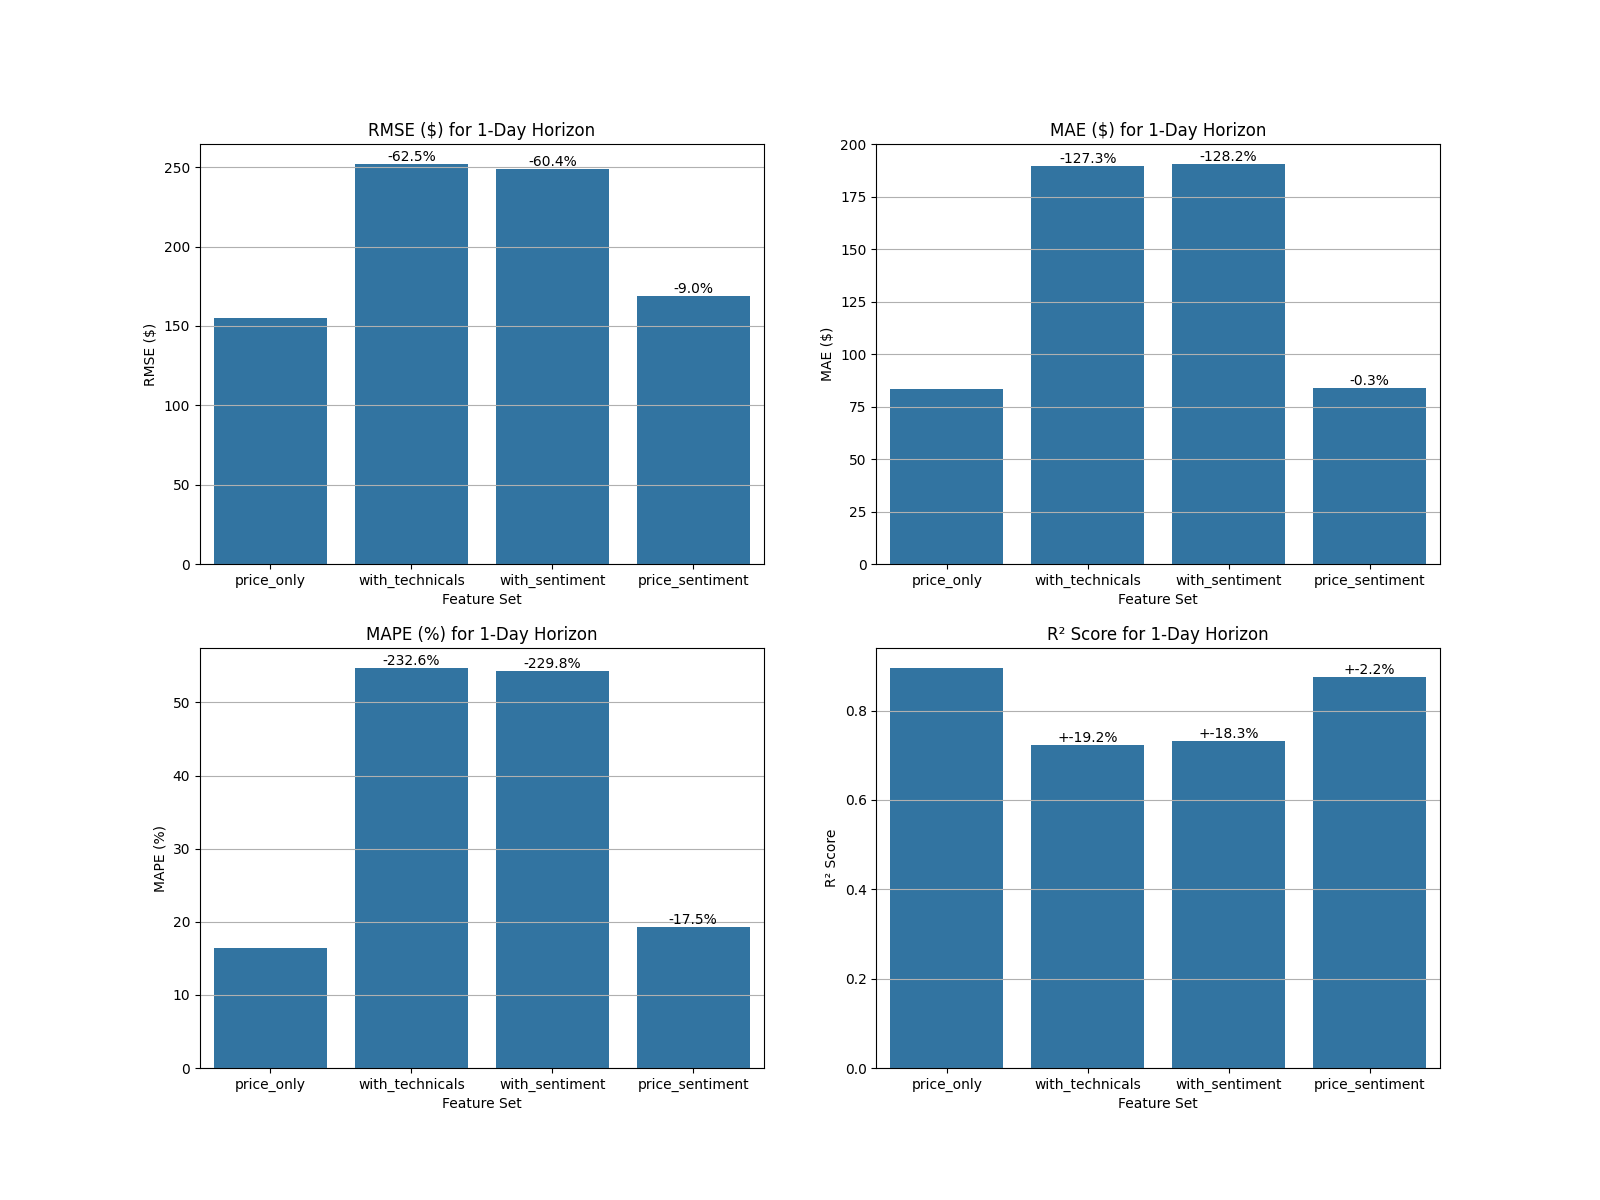 RMSE ($) for 1-Day Horizon
RMSE ($)
250
200
150
100
50
0
-62.5%
-60.4%
-9.0%
price_only with_technicals with_sentiment price_sentiment
Feature Set
MAE ($) for 1-Day Horizon
MAE ($)
200
175
150
125
100
75
50
25
0
-127.3%
-128.2%
-0.3%
price_only with_technicals with_sentiment price_sentiment
Feature Set
MAPE (%) for 1-Day Horizon
MAPE (%)
50
40
30
20
10
0
-232.6%
-229.8%
-17.5%
price_only with_technicals with_sentiment price_sentiment
Feature Set
R² Score for 1-Day Horizon
R² Score
0.8
0.6
0.4
0.2
0.0
+-19.2%
+-18.3%
+-2.2%
price_only with_technicals with_sentiment price_sentiment
Feature Set